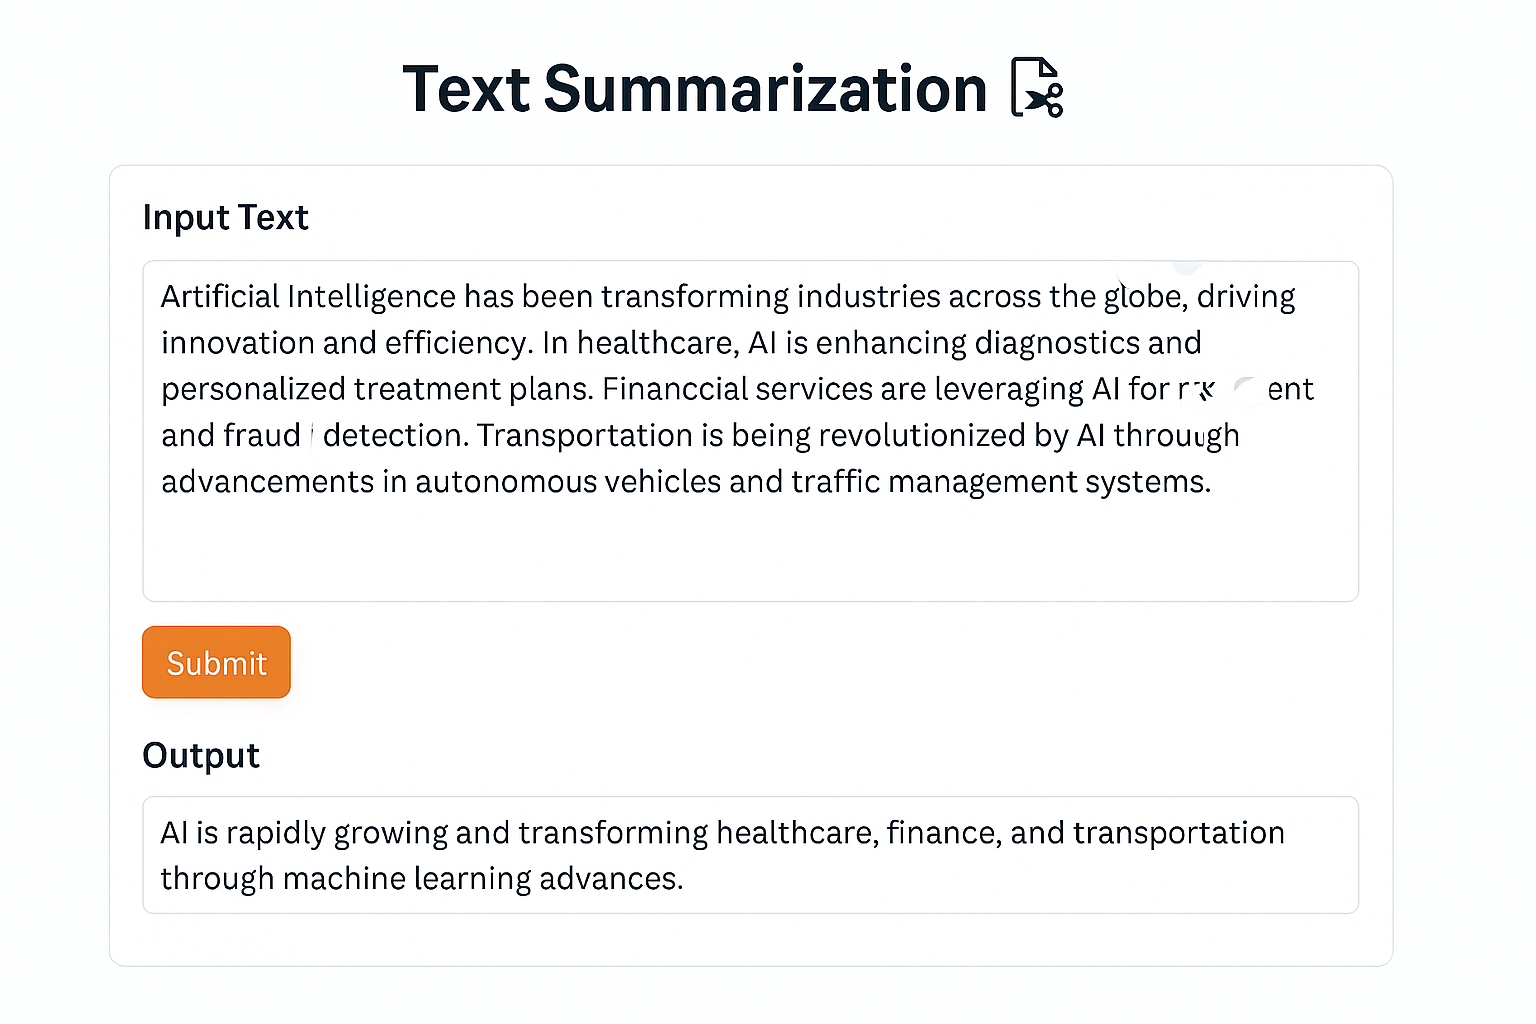 Text Summarization
Input Text
Artificial Intelligence has been transforming industries across the globe, driving
innovation and efficiency. In healthcare, AI is enhancing diagnostics and
personalized treatment plans. Financcial services are leveraging AI for
and fraud detection. Transportation is being revolutionized by AI through
advancements in autonomous vehicles and traffic management systems.
Submit
Output
AI is rapidly growing and transforming healthcare, finance, and transportation
through machine learning advances.